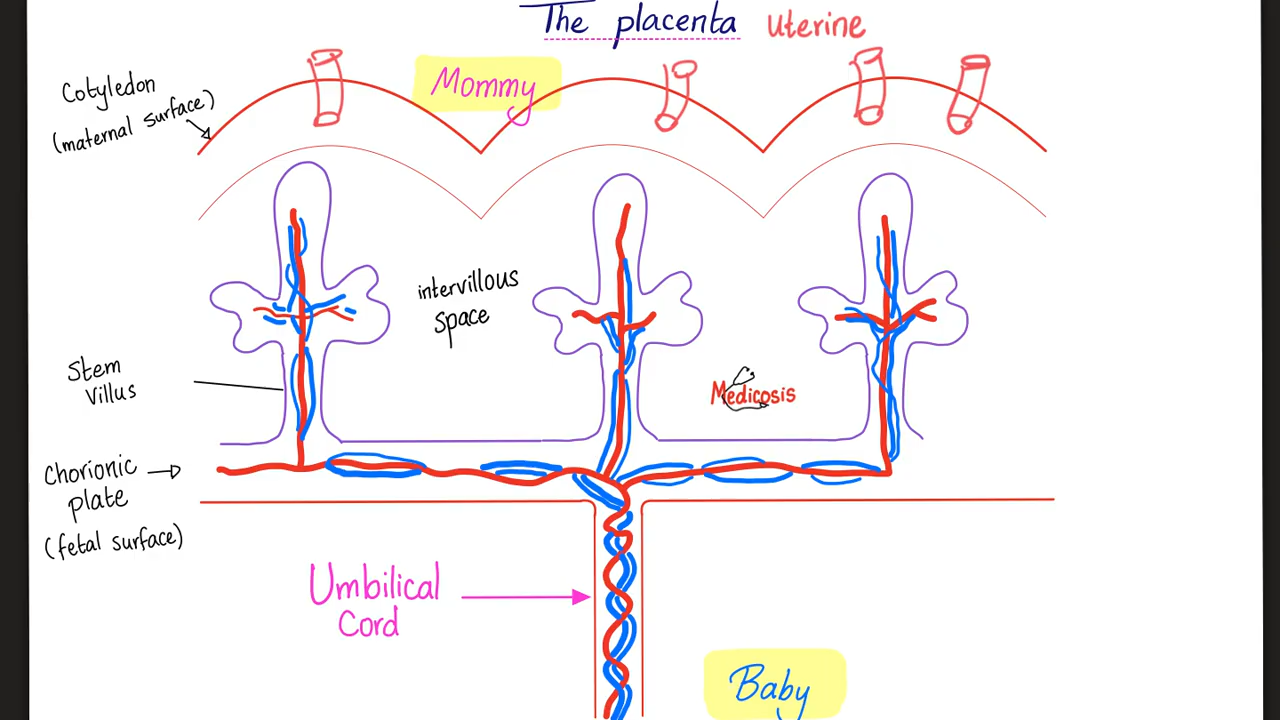 The placenta uterine
Mommy
Cotyledon
(maternal surface)
intervillous
space
Stem
Villus
Medicosis
Chorionic
plate
(fetal surface)
Umbilical
Cord
Baby